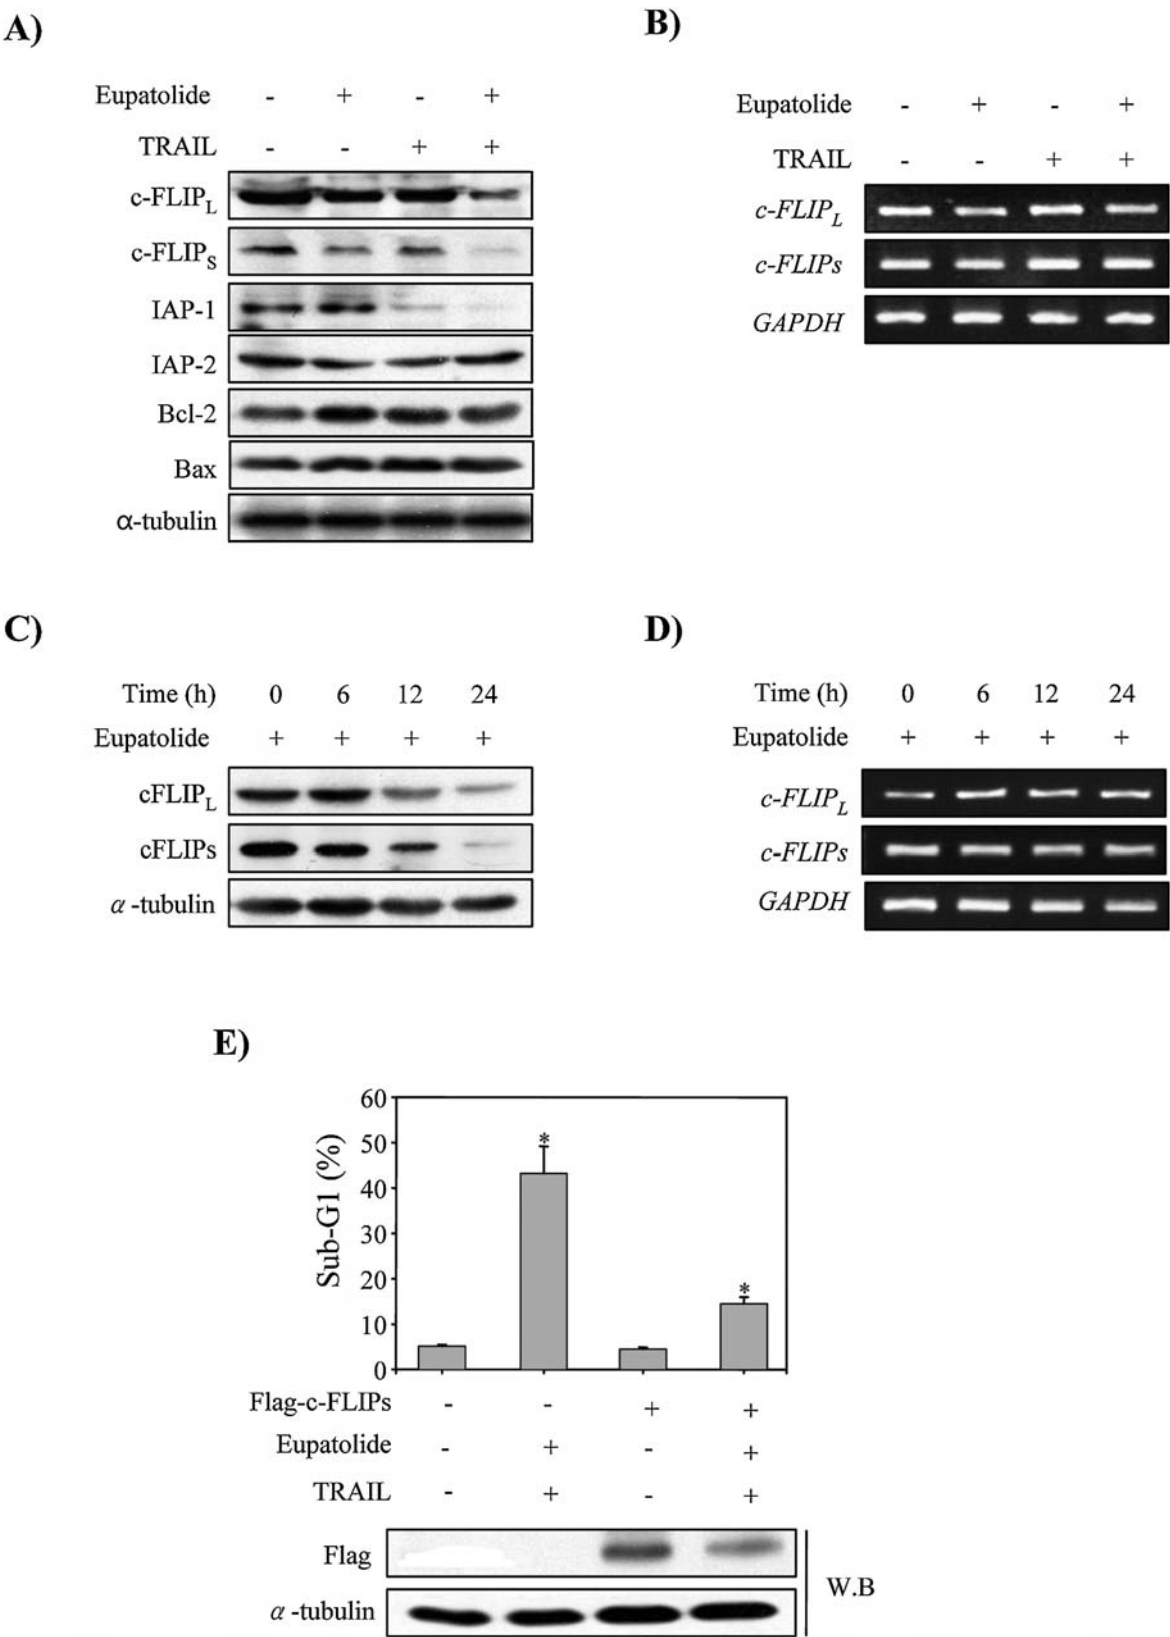 A)
Eupatolide - + - +
TRAIL - - + +
c-FLIPL
c-FLIPS
IAP-1
IAP-2
Bcl-2
Bax
α-tubulin
B)
Eupatolide - + - +
TRAIL - - + +
c-FLIPL
c-FLIPs
GAPDH
C)
Time (h) 0 6 12 24
Eupatolide + + + +
cFLIPL
cFLIPs
α -tubulin
D)
Time (h) 0 6 12 24
Eupatolide + + + +
c-FLIPL
c-FLIPs
GAPDH
E)
Sub-G1 (%)
60
50
40
30
20
10
0
*
*
Flag-c-FLIPs - - + +
Eupatolide - + - +
TRAIL - + - +
Flag
α -tubulin
W.B